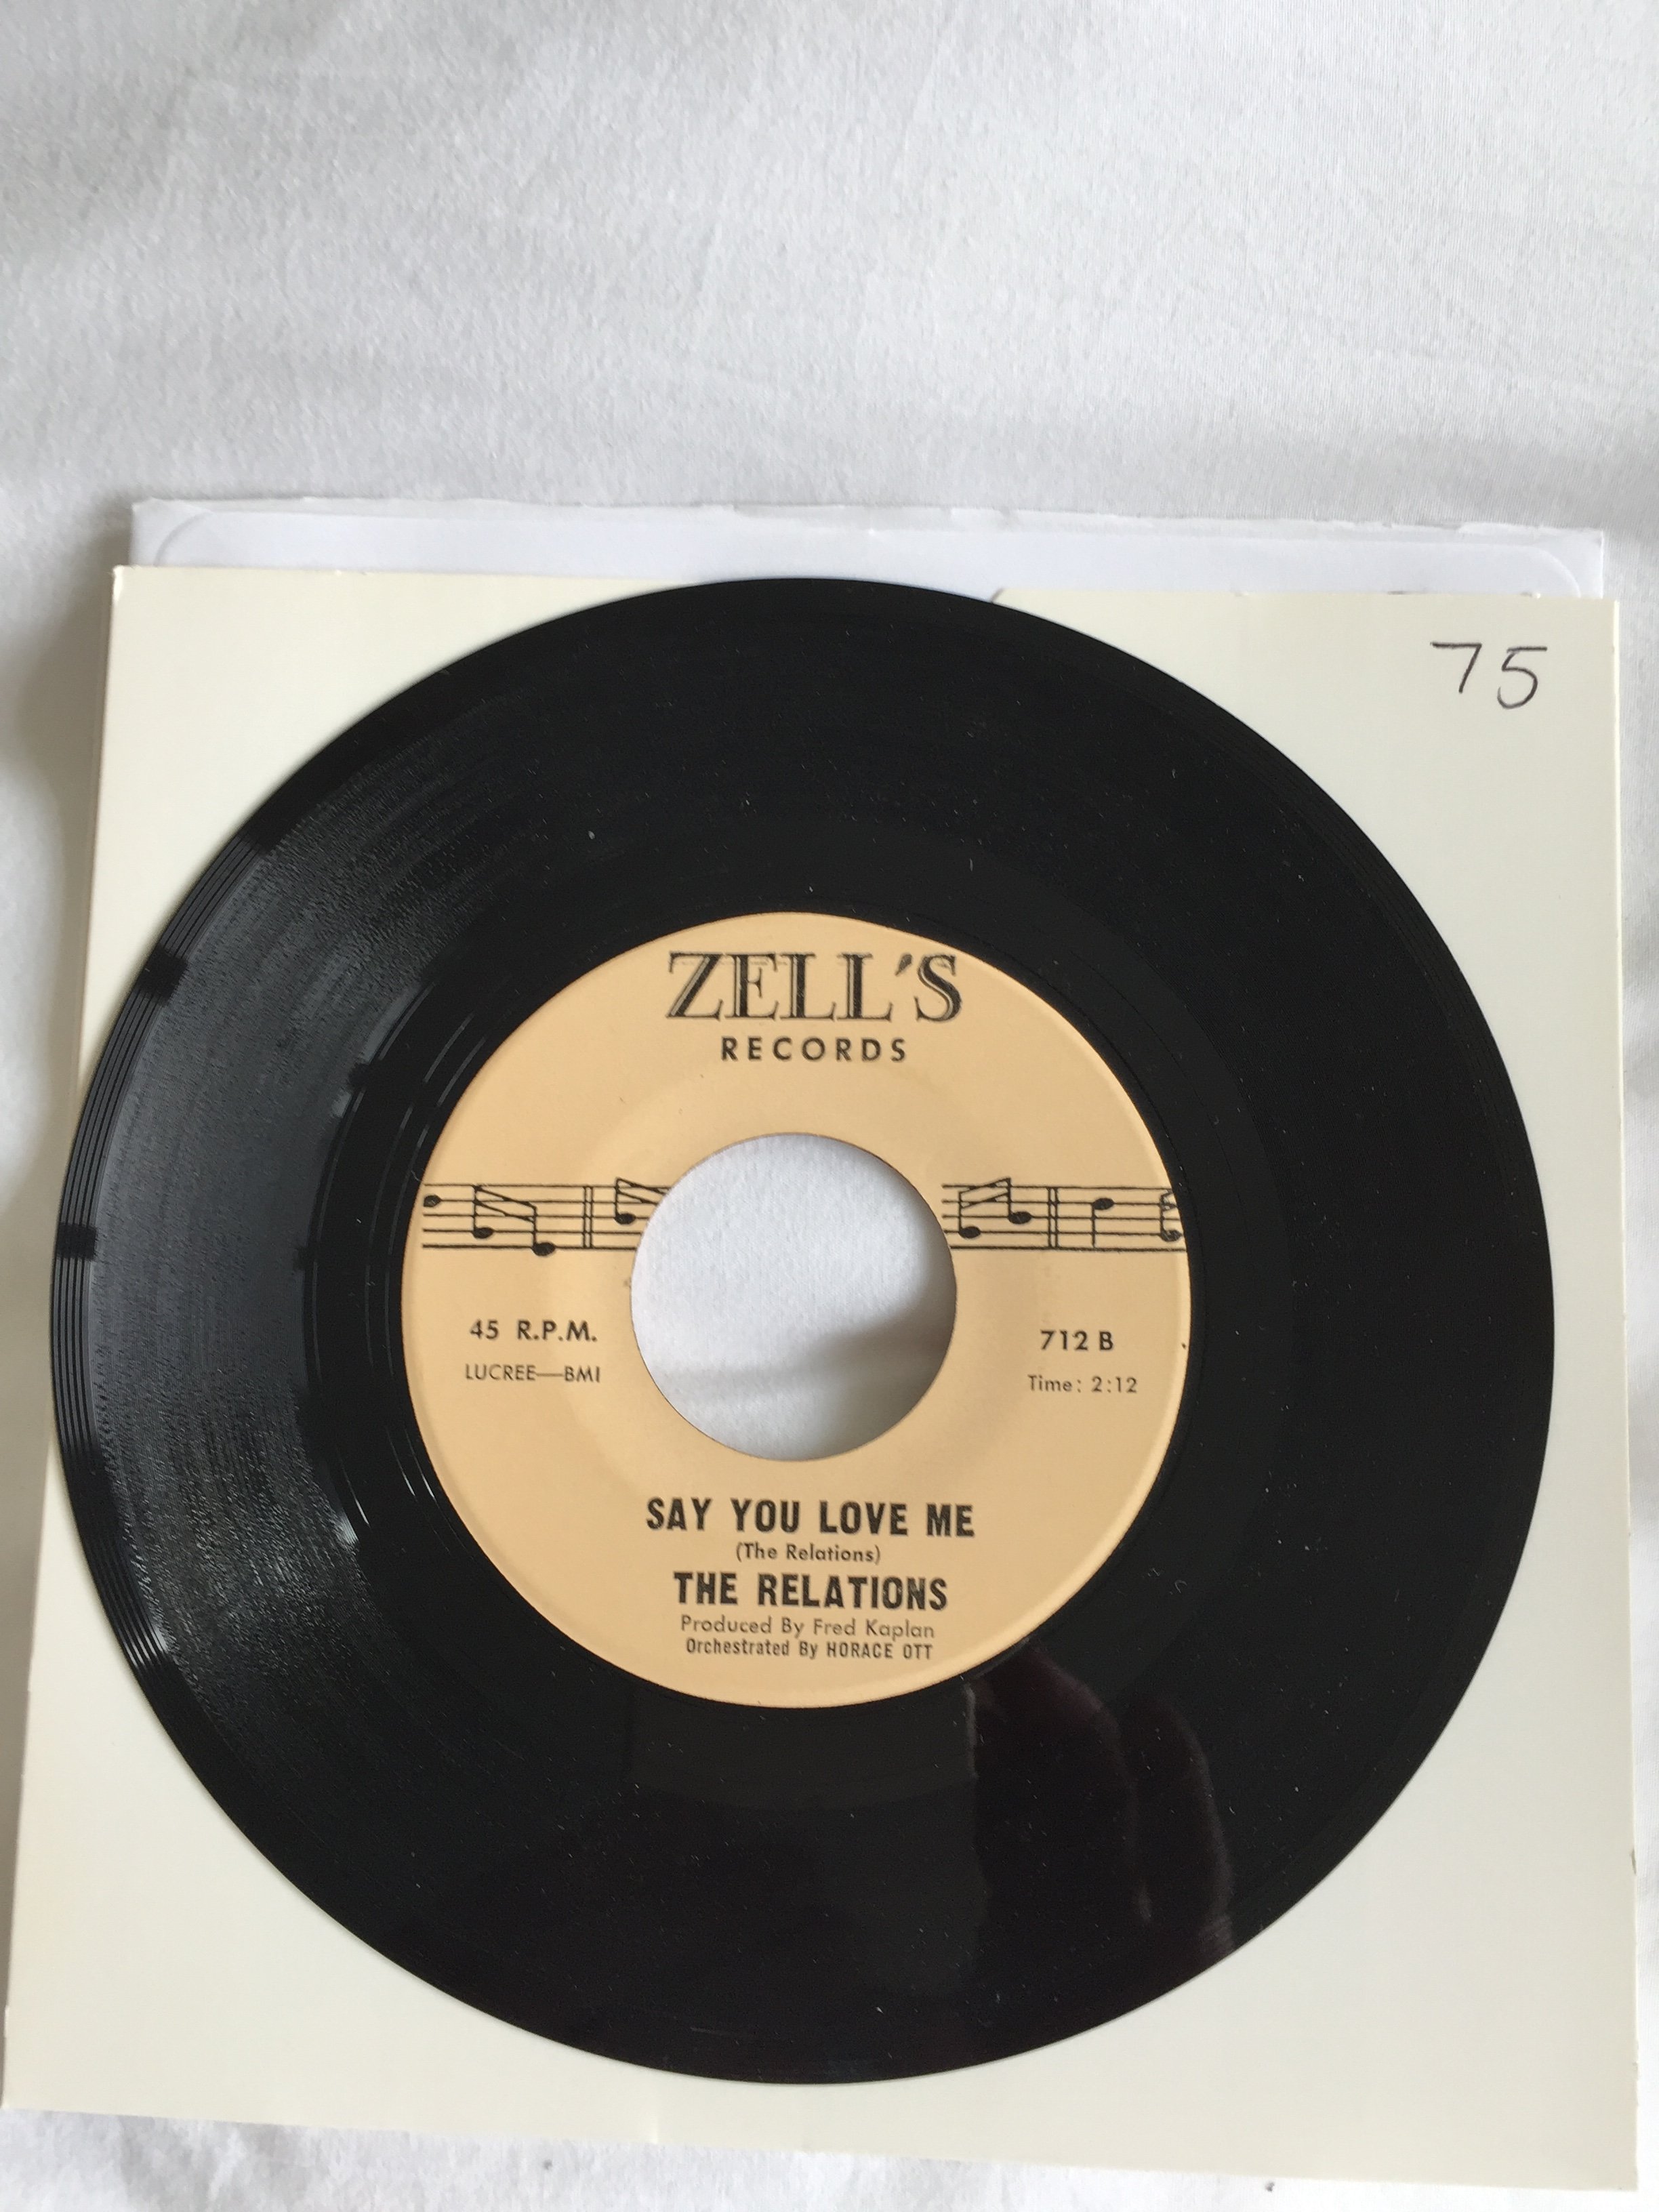 75
ZELL'S
RECORDS
45 R.P.M.
LUCREE—BMI
712 B
Time: 2:12
SAY YOU LOVE ME
(The Relations)
THE RELATIONS
Produced By Fred Kaplan
Orchestrated By HORACE OTT